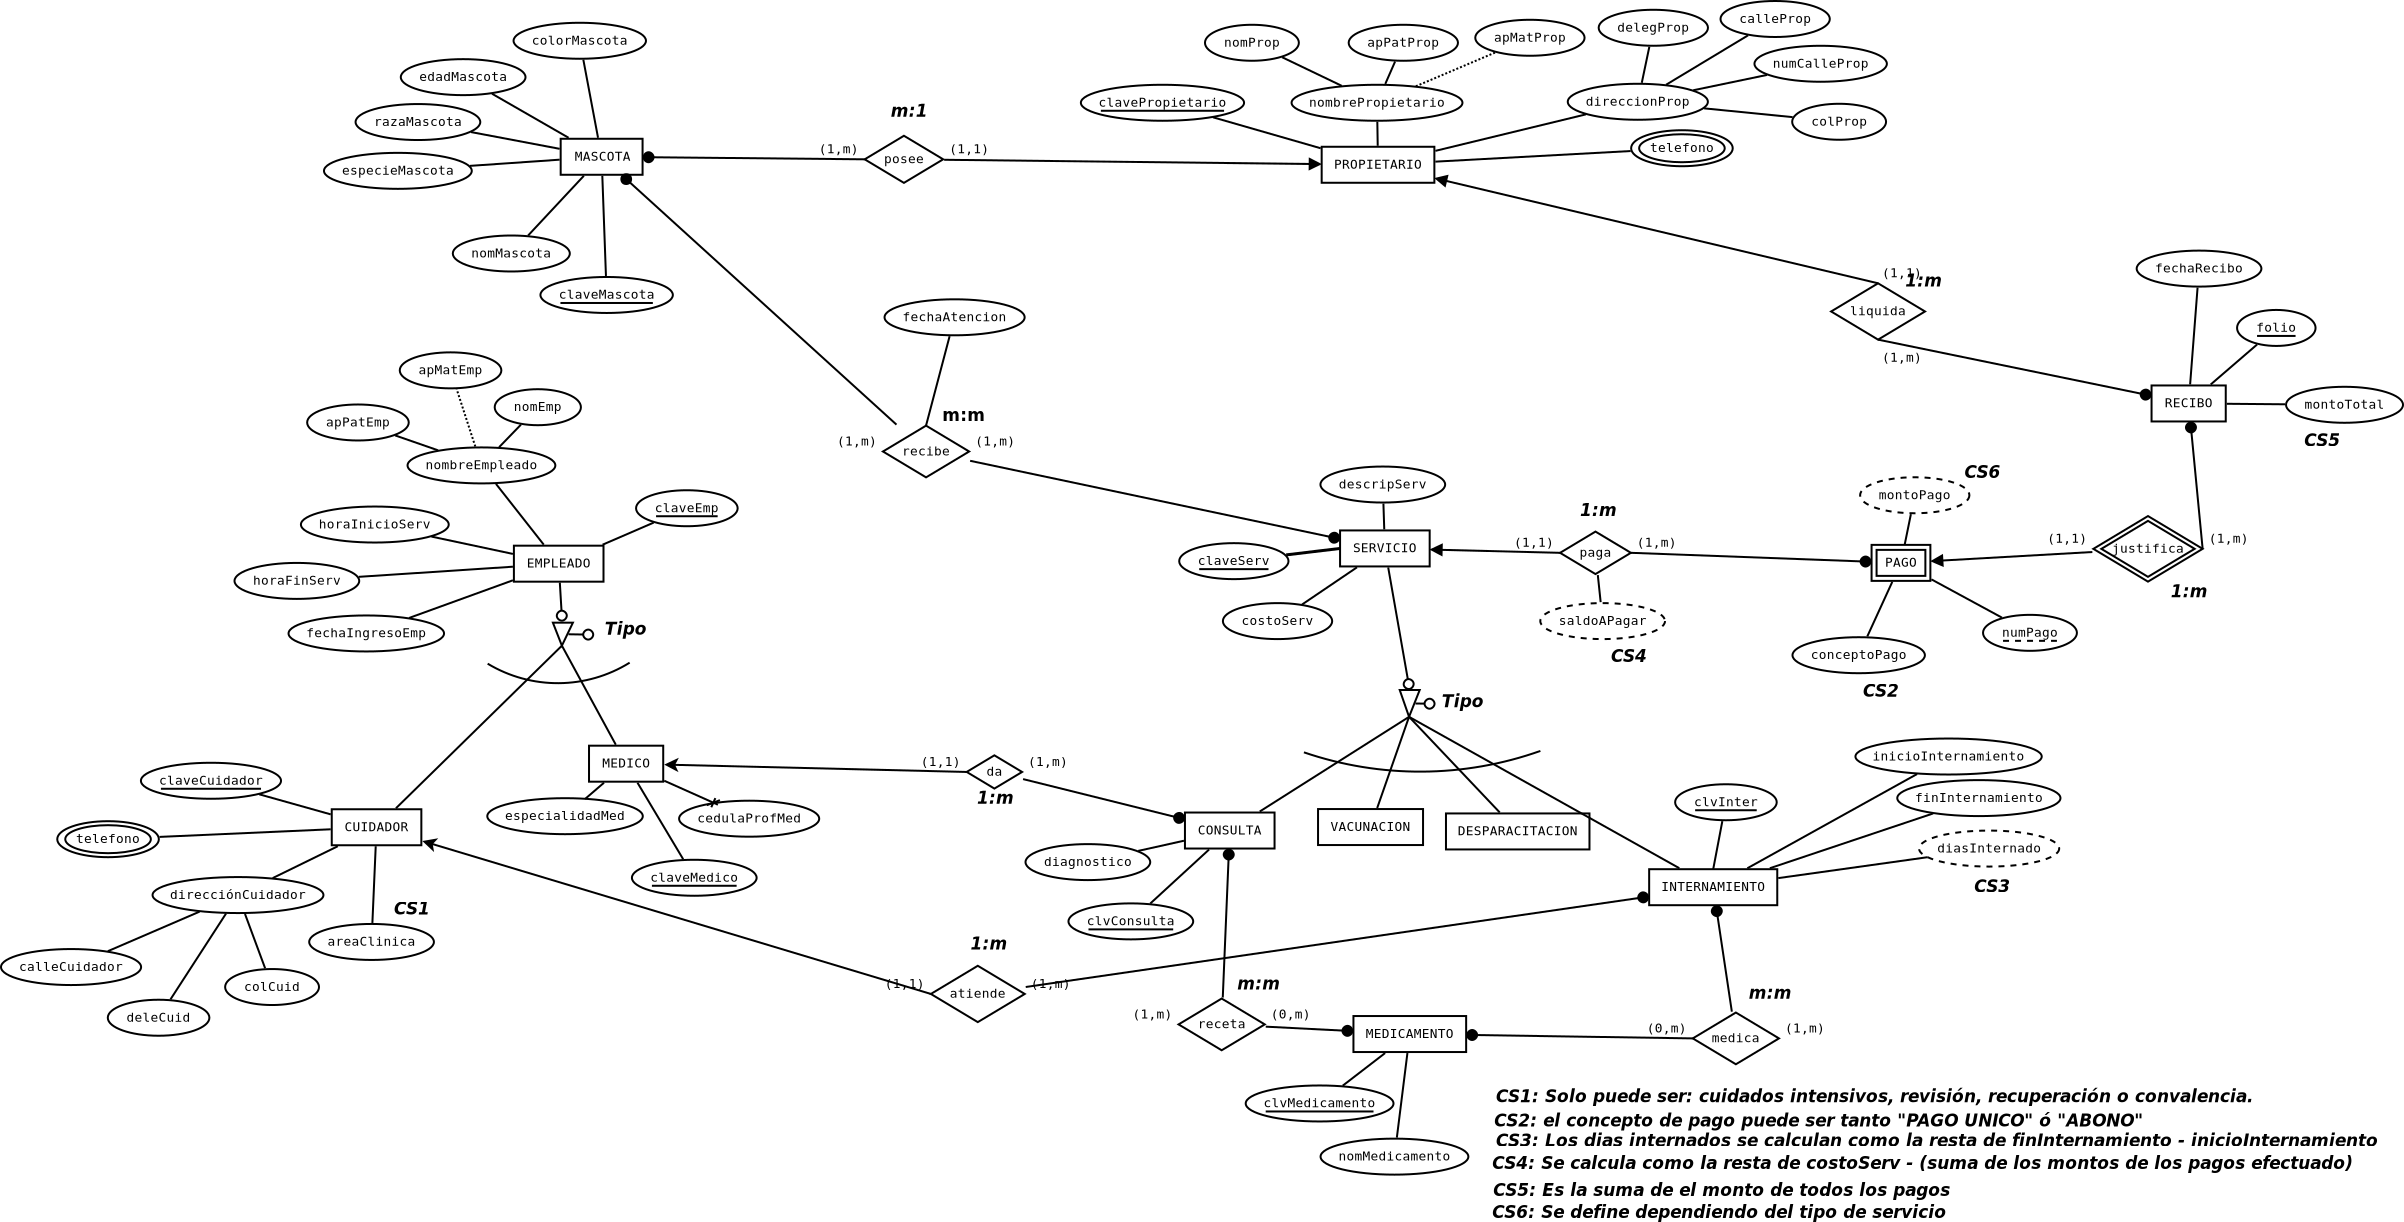 calleProp
delegProp
apMatProp
colorMascota
nomProp
apPatProp
numCalleProp
edadMascota
m:1
clavePropietario
nombrePropietario
direccionProp
razaMascota
colProp
(1,m)
(1,1)
telefono
MASCOTA
posee
PROPIETARIO
especieMascota
nomMascota
fechaRecibo
(1,1)
1:m
claveMascota
liquida
fechaAtencion
folio
(1,m)
apMatEmp
RECIBO
montoTotal
nomEmp
m:m
apPatEmp
CS5
(1,m)
(1,m)
recibe
nombreEmpleado
CS6
descripServ
montoPago
claveEmp
1:m
horaInicioServ
(1,1)
(1,m)
(1,1)
(1,m)
SERVICIO
paga
justifica
claveServ
EMPLEADO
PAGO
horaFinServ
1:m
costoServ
saldoAPagar
fechaIngresoEmp
Tipo
numPago
CS4
conceptoPago
CS2
Tipo
inicioInternamiento
(1,1)
(1,m)
MEDICO
da
claveCuidador
1:m
clvInter
finInternamiento
especialidadMed
cedulaProfMed
CUIDADOR
CONSULTA
VACUNACION
DESPARACITACION
telefono
diasInternado
diagnostico
claveMedico
INTERNAMIENTO
CS3
direcciónCuidador
CS1
clvConsulta
areaClinica
1:m
calleCuidador
(1,1)
(1,m)
m:m
colCuid
atiende
m:m
deleCuid
(1,m)
(0,m)
receta
MEDICAMENTO
(0,m)
(1,m)
medica
clvMedicamento
nomMedicamento
CS1: Solo puede ser: cuidados intensivos, revisión, recuperación o convalencia.
CS2: el concepto de pago puede ser tanto "PAGO UNICO" ó "ABONO"
CS3: Los dias internados se calculan como la resta de finInternamiento - inicioInternamiento
CS4: Se calcula como la resta de costoServ - (suma de los montos de los pagos efectuado)
CS5: Es la suma de el monto de todos los pagos
CS6: Se define dependiendo del tipo de servicio